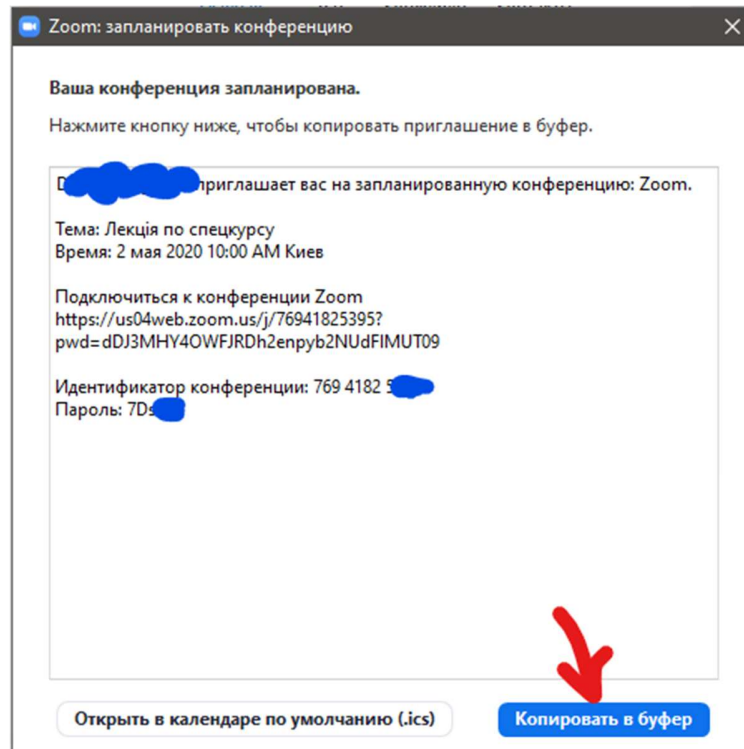 Zoom: запланировать конференцию
Ваша конференция запланирована.
Нажмите кнопку ниже, чтобы копировать приглашение в буфер.
приглашает вас на запланированную конференцию: Zoom.
Тема: Лекція по спецкурсу
Время: 2 мая 2020 10:00 AM Киев
Подключиться к конференции Zoom
https://us04web.zoom.us/j/76941825395?
pwd=dDJ3MHY4OWFJRDh2enpyb2NUdFlMUT09
Идентификатор конференции: 769 4182
Пароль:
Открыть в календаре по умолчанию (.ics)
Копировать в буфер